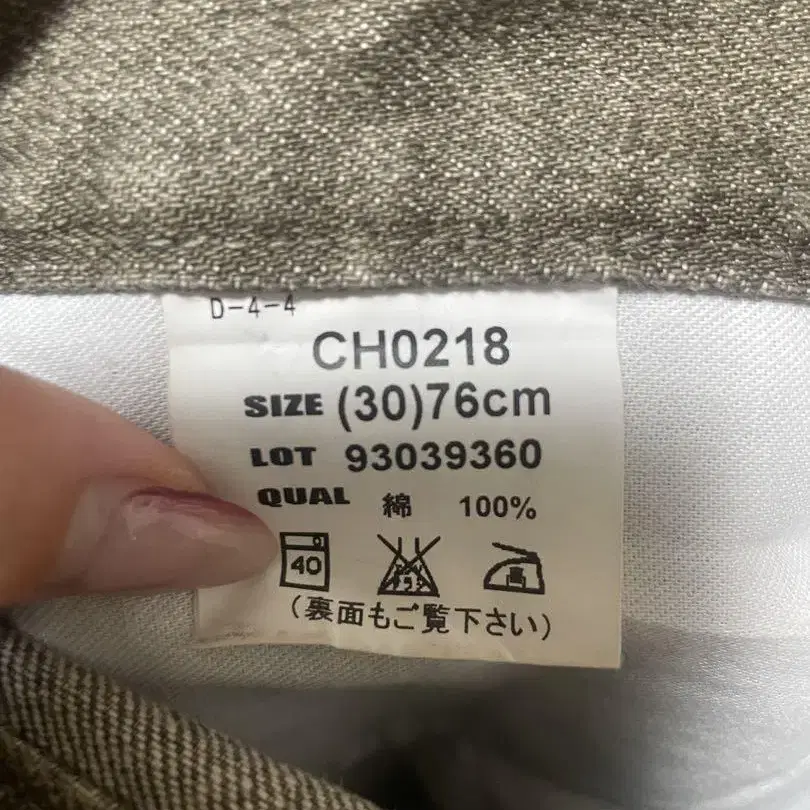 D-4-4
CH0218
SIZE (30)76cm
LOT 93039360
QUAL 綿 100%
40 高
(裏面もご覧下さい)